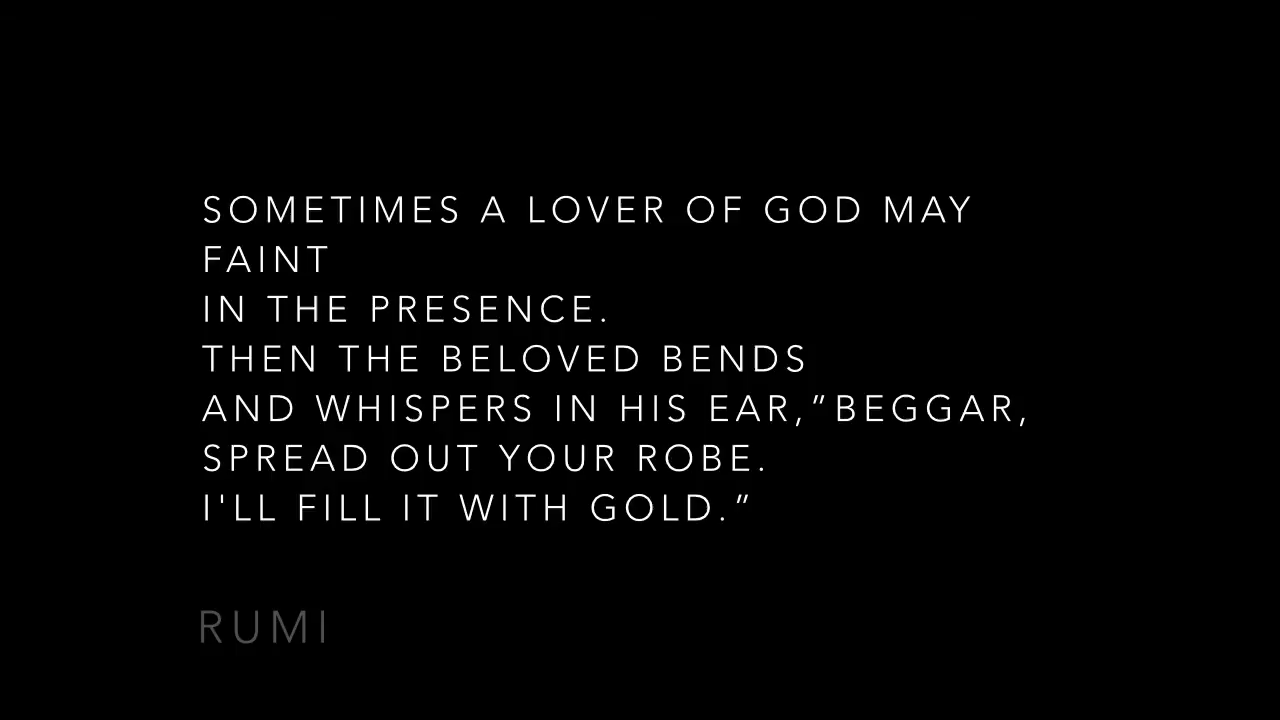 SOMETIMES A LOVER OF GOD MAY
FAINT
IN THE PRESENCE.
THEN THE BELOVED BENDS
AND WHISPERS IN HIS EAR,”BEGGAR,
SPREAD OUT YOUR ROBE.
I'LL FILL IT WITH GOLD.”
RUMI